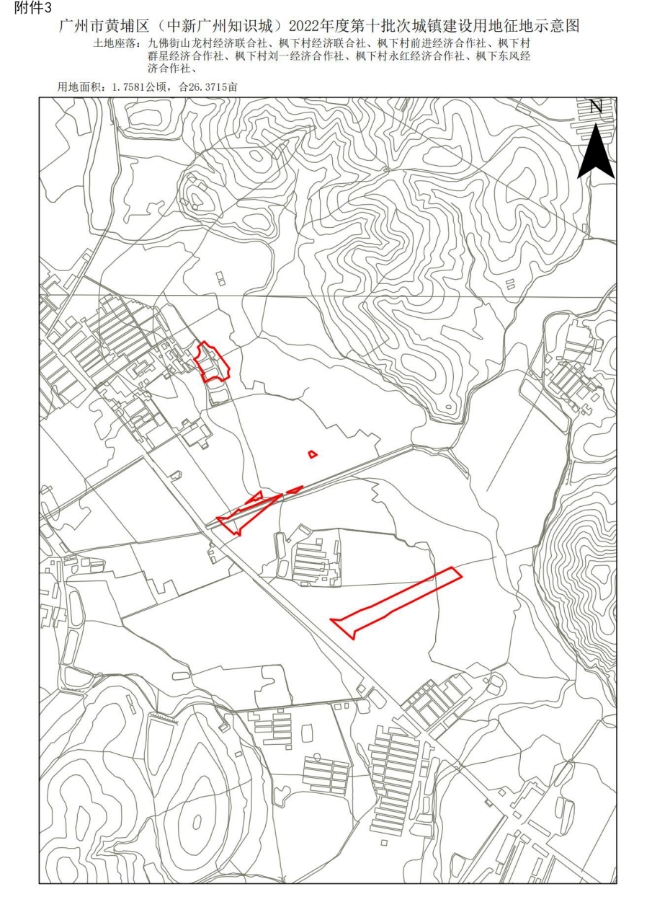 附件3
广州市黄埔区（中新广州知识城）2022年度第十批次城镇建设用地征地示意图
土地座落：九佛街山龙村经济联合社、枫下村经济联合社、枫下村前进经济合作社、枫下村
群星经济合作社、枫下村刘一经济合作社、枫下村永红经济合作社、枫下东风经
济合作社、
用地面积：1.7581公顷，合26.3715亩
N